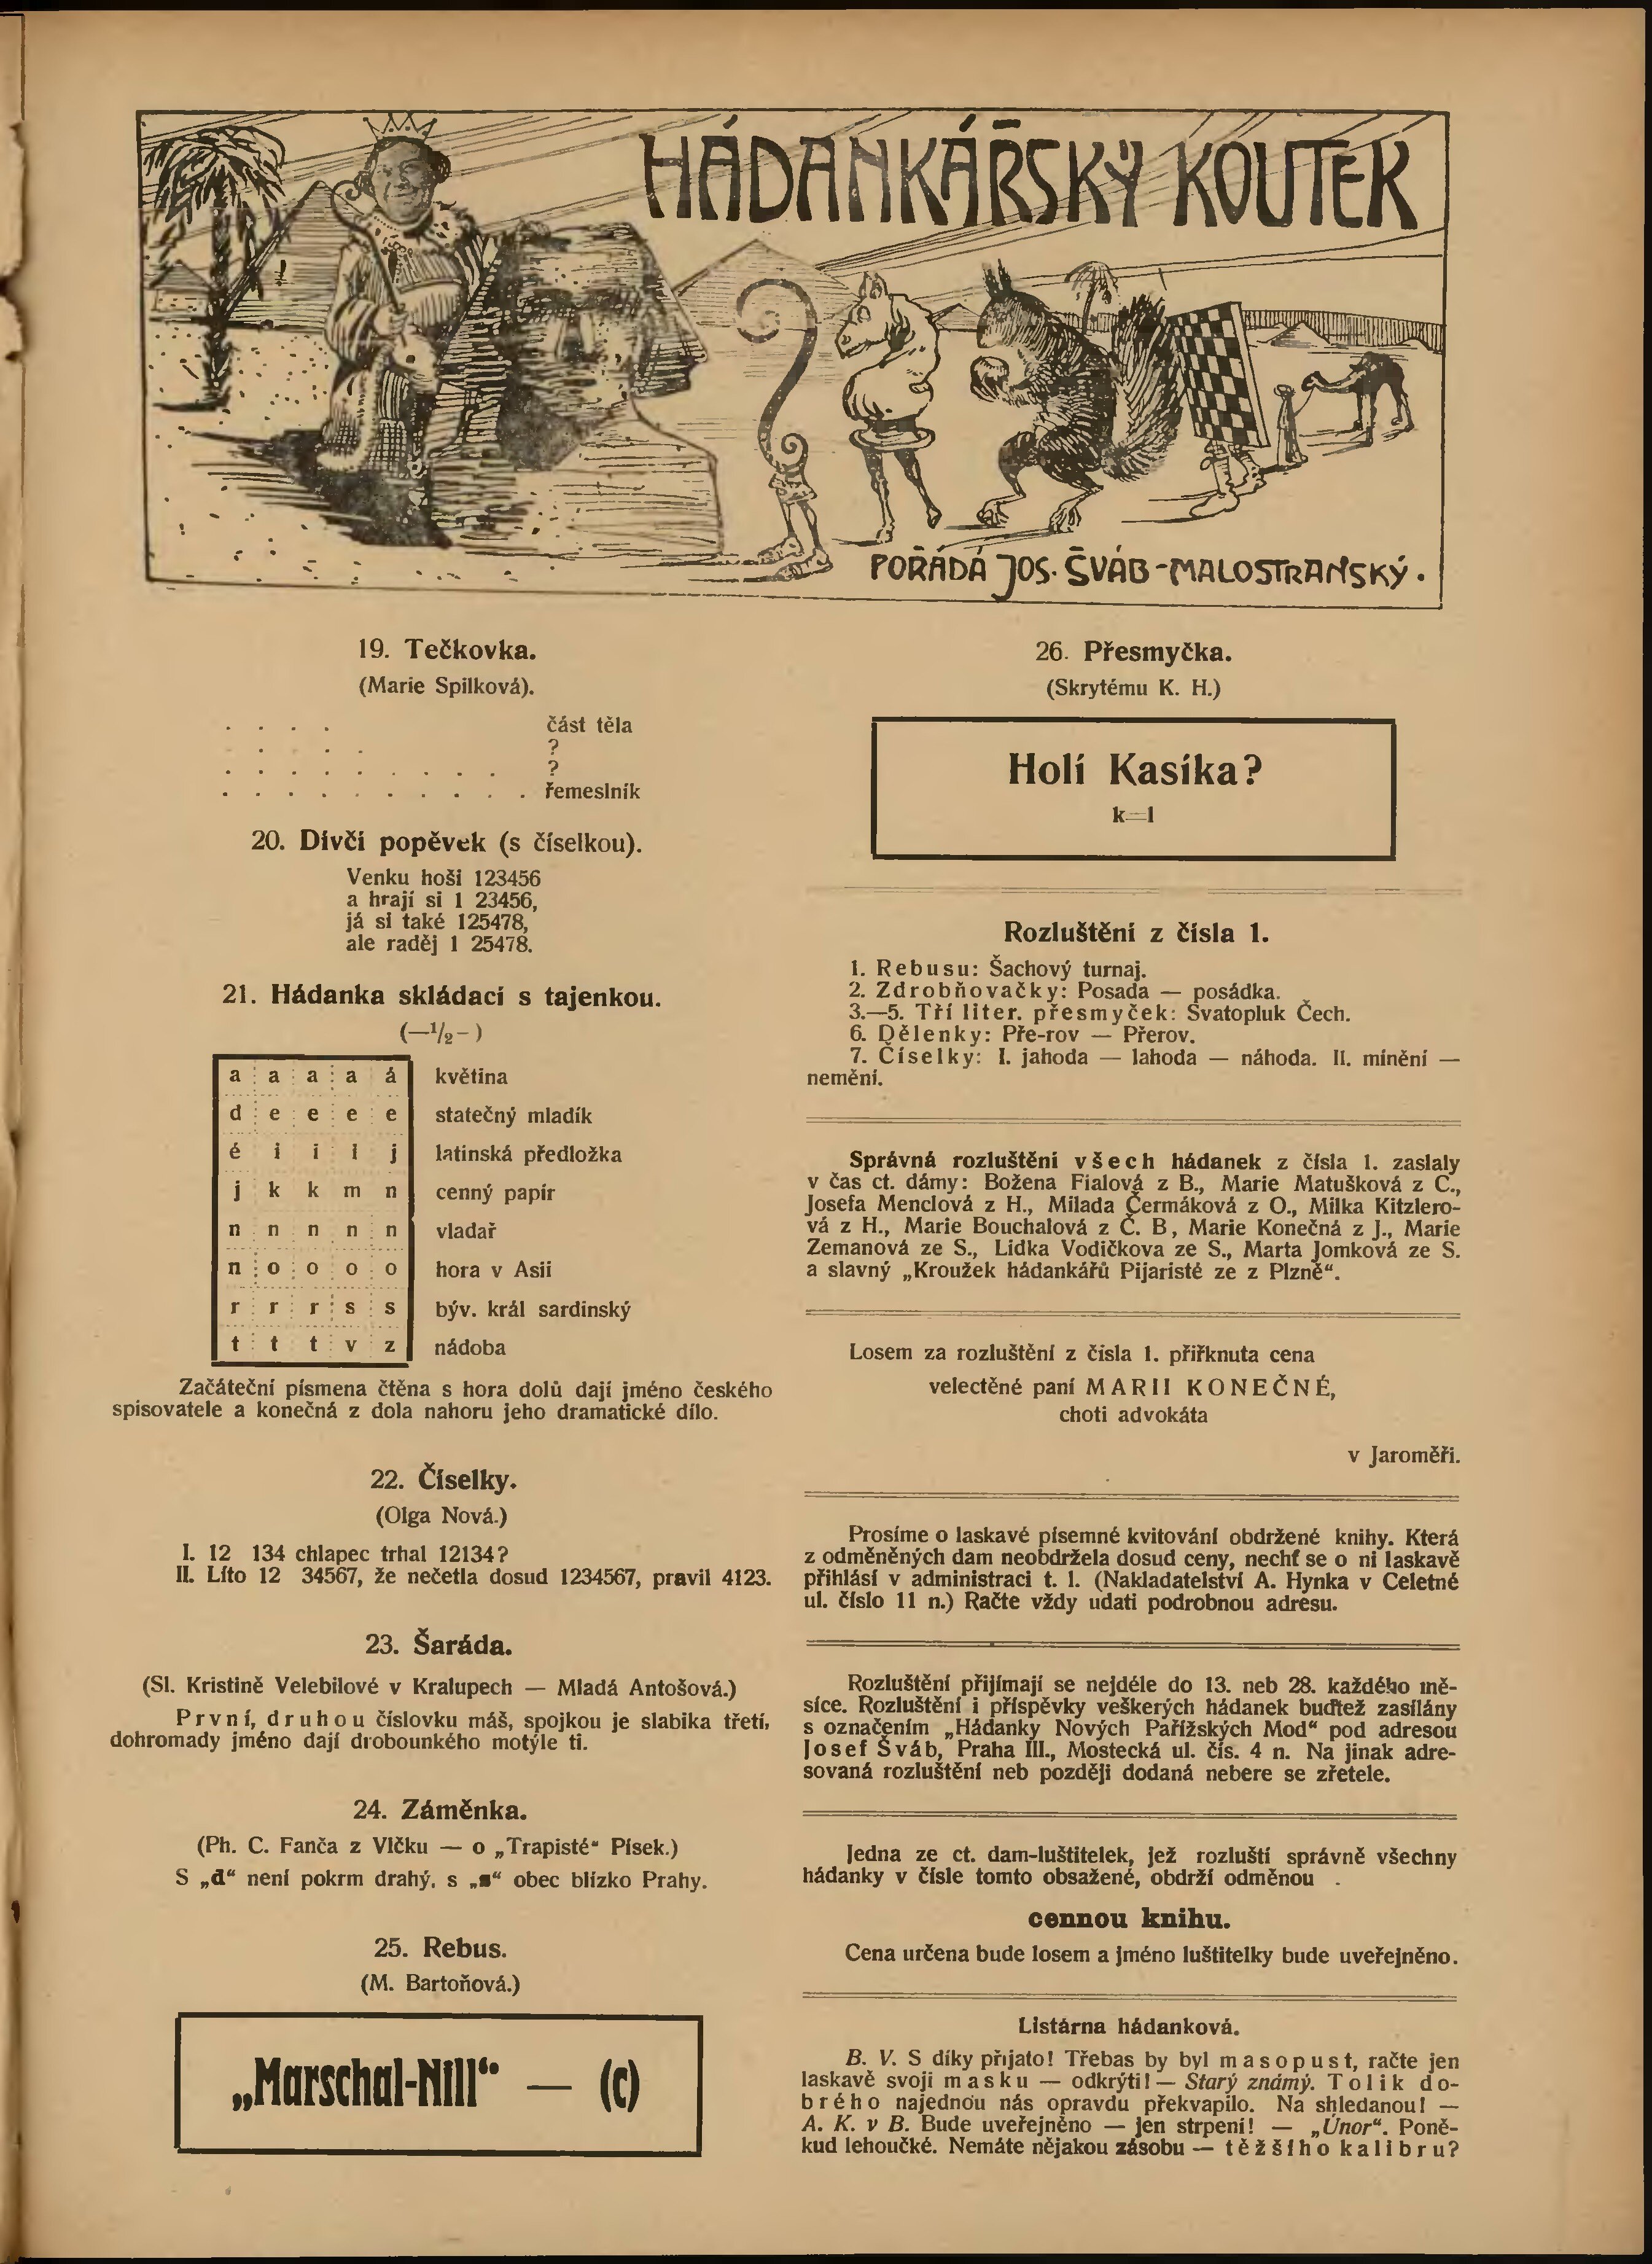 HÁDANKÁŘSKÝ KOUTEK
POŘÁDÁ JOS. ŠVÁB-MALOSTRANSKÝ.
19. Tečkovka.
(Marie Spilková).
. . . . část těla
. . . . . ?
. . . . . . . . . ?
. . . . . . . . . . řemeslník
20. Dívčí popěvek (s číselkou).
Venku hoši 123456
a hrají si 1 23456,
já si také 125478,
ale raděj 1 25478.
21. Hádanka skládací s tajenkou.
(—1/2-)
a a a a á květina
d e e e e statečný mladík
é i i i j latinská předložka
j k k m n cenný papír
n n n n n vladař
n o o o o hora v Asii
r r r s s býv. král sardinský
t t t v z nádoba
Začáteční písmena čtěna s hora dolů dají jméno českého
spisovatele a konečná z dola nahoru jeho dramatické dílo.
22. Číselky.
(Olga Nová.)
I. 12 134 chlapec trhal 12134?
II. Líto 12 34567, že nečetla dosud 1234567, pravil 4123.
23. Šaráda.
(Sl. Kristině Velebilové v Kralupech — Mladá Antošová.)
První, druhou číslovku máš, spojkou je slabika třetí,
dohromady jméno dají drobounkého motýle ti.
24. Záměnka.
(Ph. C. Fanča z Vlčku — o „Trapisté“ Písek.)
S „d“ není pokrm drahý, s „s“ obec blízko Prahy.
25. Rebus.
(M. Bartoňová.)
„Marschal-Nill“ — (c)
26. Přesmyčka.
(Skrytému K. H.)
Holí Kasíka?
k=l
Rozluštění z čísla 1.
1. Rebusu: Šachový turnaj.
2. Zdrobňovačky: Posada — posádka.
3.—5. Tří liter. přesmyček: Svatopluk Čech.
6. Dělenky: Pře-rov — Přerov.
7. Číselky: I. jahoda — lahoda — náhoda. II. mínění —
nemění.
Správná rozluštění všech hádanek z čísla 1. zaslaly
v čas ct. dámy: Božena Fialová z B., Marie Matušková z C.,
Josefa Menclová z H., Milada Čermáková z O., Milka Kitzlero-
vá z H., Marie Bouchalová z Č. B, Marie Konečná z J., Marie
Zemanová ze S., Lidka Vodičkova ze S., Marta Jomková ze S.
a slavný „Kroužek hádankářů Pijaristé ze z Plzně“.
Losem za rozluštění z čísla 1. přiřknuta cena
velectěné paní MARII KONEČNÉ,
choti advokáta
v Jaroměři.
Prosíme o laskavé písemné kvitování obdržené knihy. Která
z odměněných dam neobdržela dosud ceny, nechť se o ni laskavě
přihlásí v administraci t. l. (Nakladatelství A. Hynka v Celetné
ul. číslo 11 n.) Račte vždy udati podrobnou adresu.
Rozluštění přijímají se nejdéle do 13. neb 28. každého mě-
síce. Rozluštění i příspěvky veškerých hádanek buďtež zasílány
s označením „Hádanky Nových Pařížských Mod“ pod adresou
Josef Šváb, Praha III., Mostecká ul. čís. 4 n. Na jinak adre-
sovaná rozluštění neb později dodaná nebere se zřetele.
Jedna ze ct. dam-luštitelek, jež rozluští správně všechny
hádanky v čísle tomto obsažené, obdrží odměnou
cennou knihu.
Cena určena bude losem a jméno luštitelky bude uveřejněno.
Listárna hádanková.
B. V. S díky přijato! Třebas by byl masopust, račte jen
laskavě svoji masku — odkrýti! — Starý známý. Tolik do-
brého najednou nás opravdu překvapilo. Na shledanou! —
A. K. v B. Bude uveřejněno — jen strpení! — „Únor“. Poně-
kud lehoučké. Nemáte nějakou zásobu — těžšího kalibru?